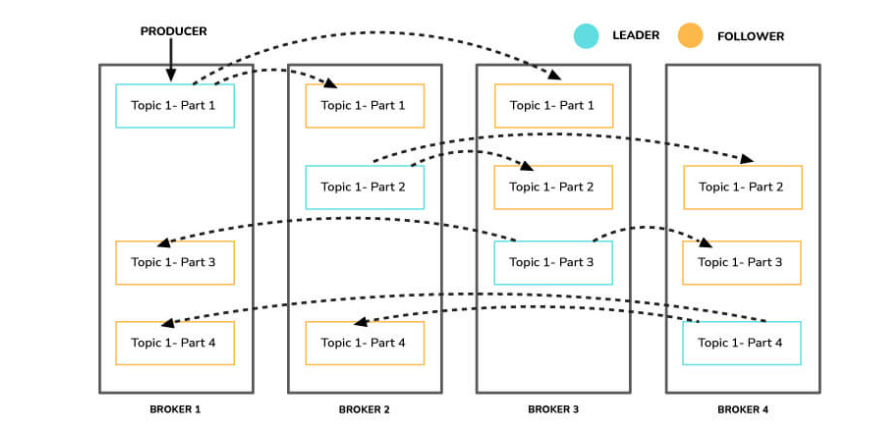 PRODUCER
LEADER
FOLLOWER
Topic 1- Part 1
Topic 1- Part 1
Topic 1- Part 1
Topic 1- Part 2
Topic 1- Part 2
Topic 1- Part 2
Topic 1- Part 3
Topic 1- Part 3
Topic 1- Part 3
Topic 1- Part 4
Topic 1- Part 4
Topic 1- Part 4
BROKER 1
BROKER 2
BROKER 3
BROKER 4